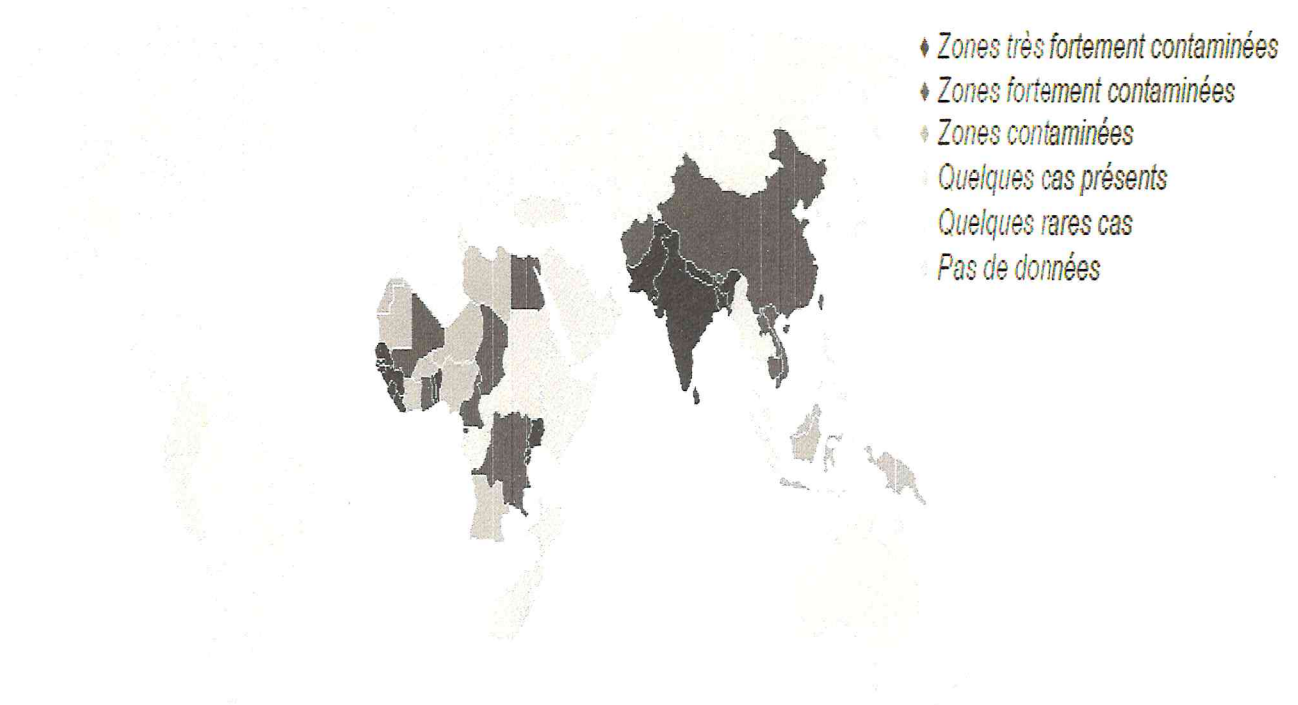 Zones très fortement contaminées
Zones fortement contaminées
Zones contaminées
Quelques cas présents
Quelques rares cas
Pas de données